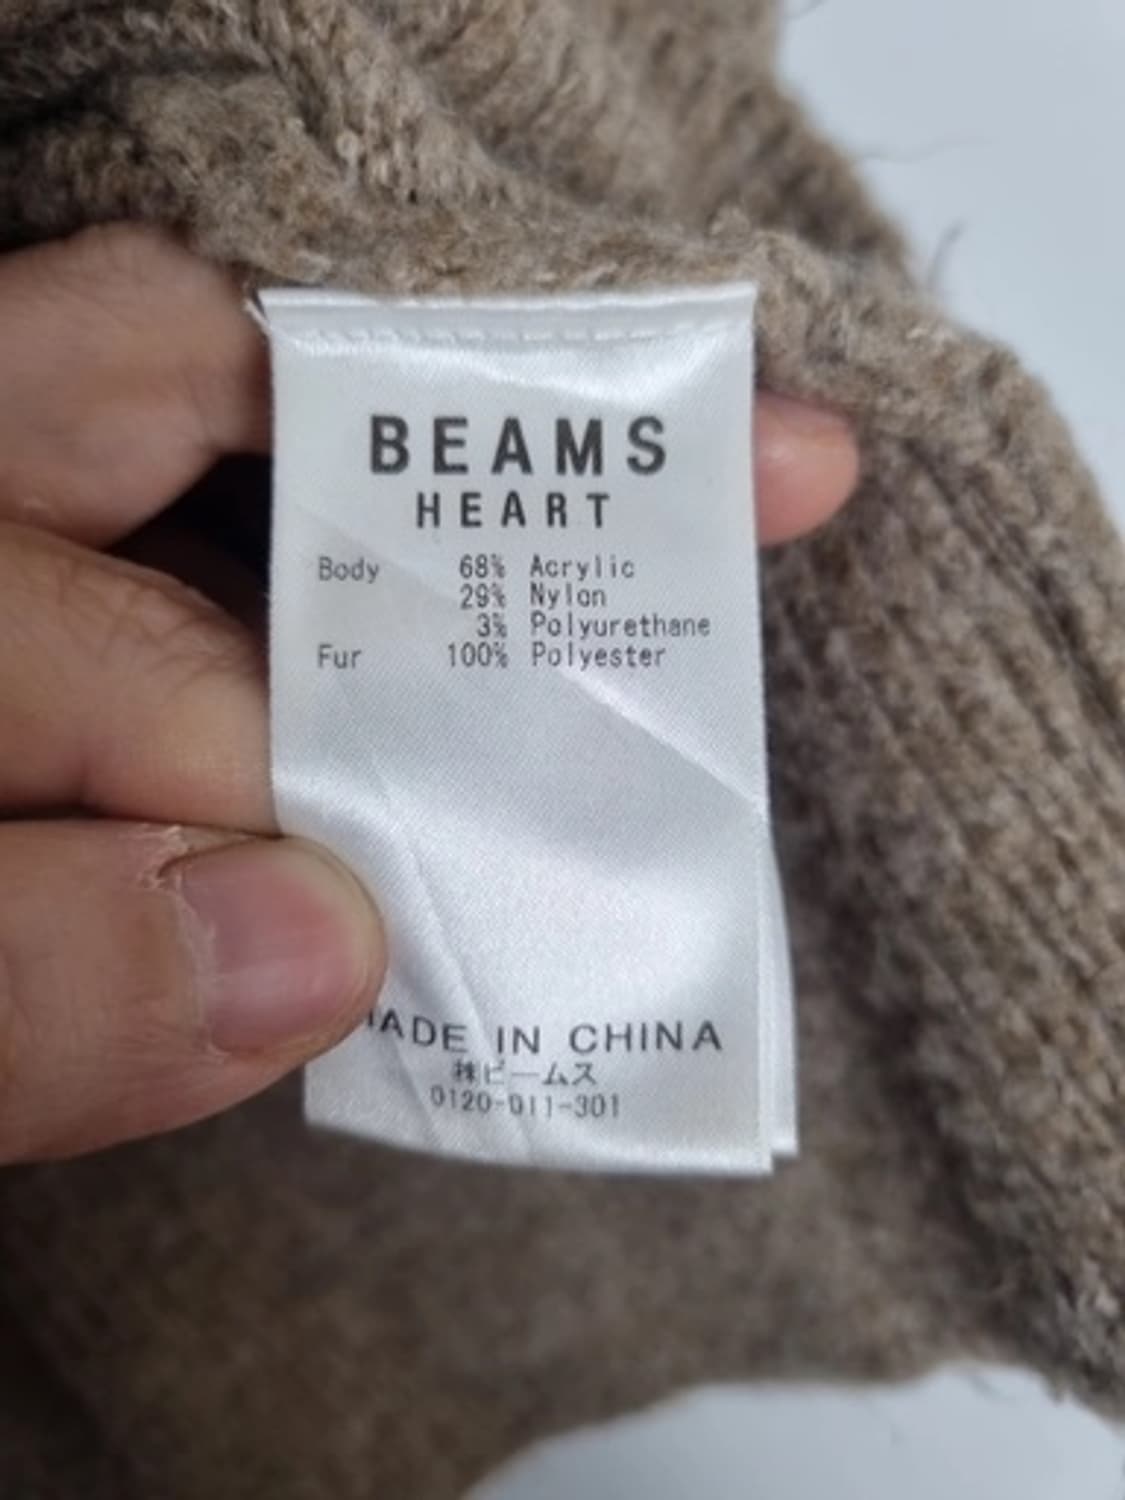 BEAMS
HEART
Body 68% Acrylic
29% Nylon
3% Polyurethane
Fur 100% Polyester
MADE IN CHINA
㈱ビームス
0120-011-301